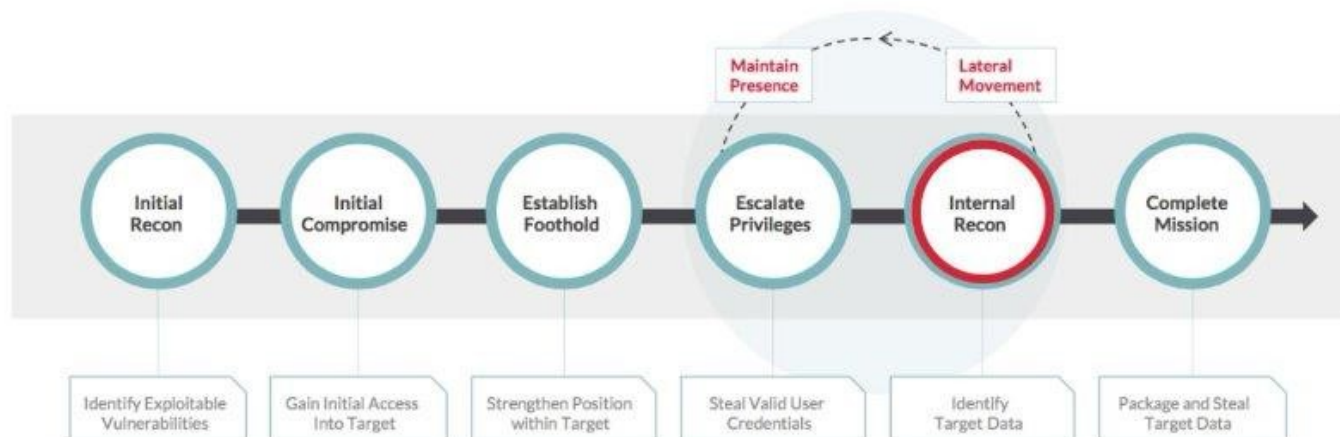 Maintain
Presence
Lateral
Movement
Initial
Recon
Initial
Compromise
Establish
Foothold
Escalate
Privileges
Internal
Recon
Complete
Mission
Identify Exploitable
Vulnerabilities
Gain Initial Access
Into Target
Strengthen Position
within Target
Steal Valid User
Credentials
Identify
Target Data
Package and Steal
Target Data